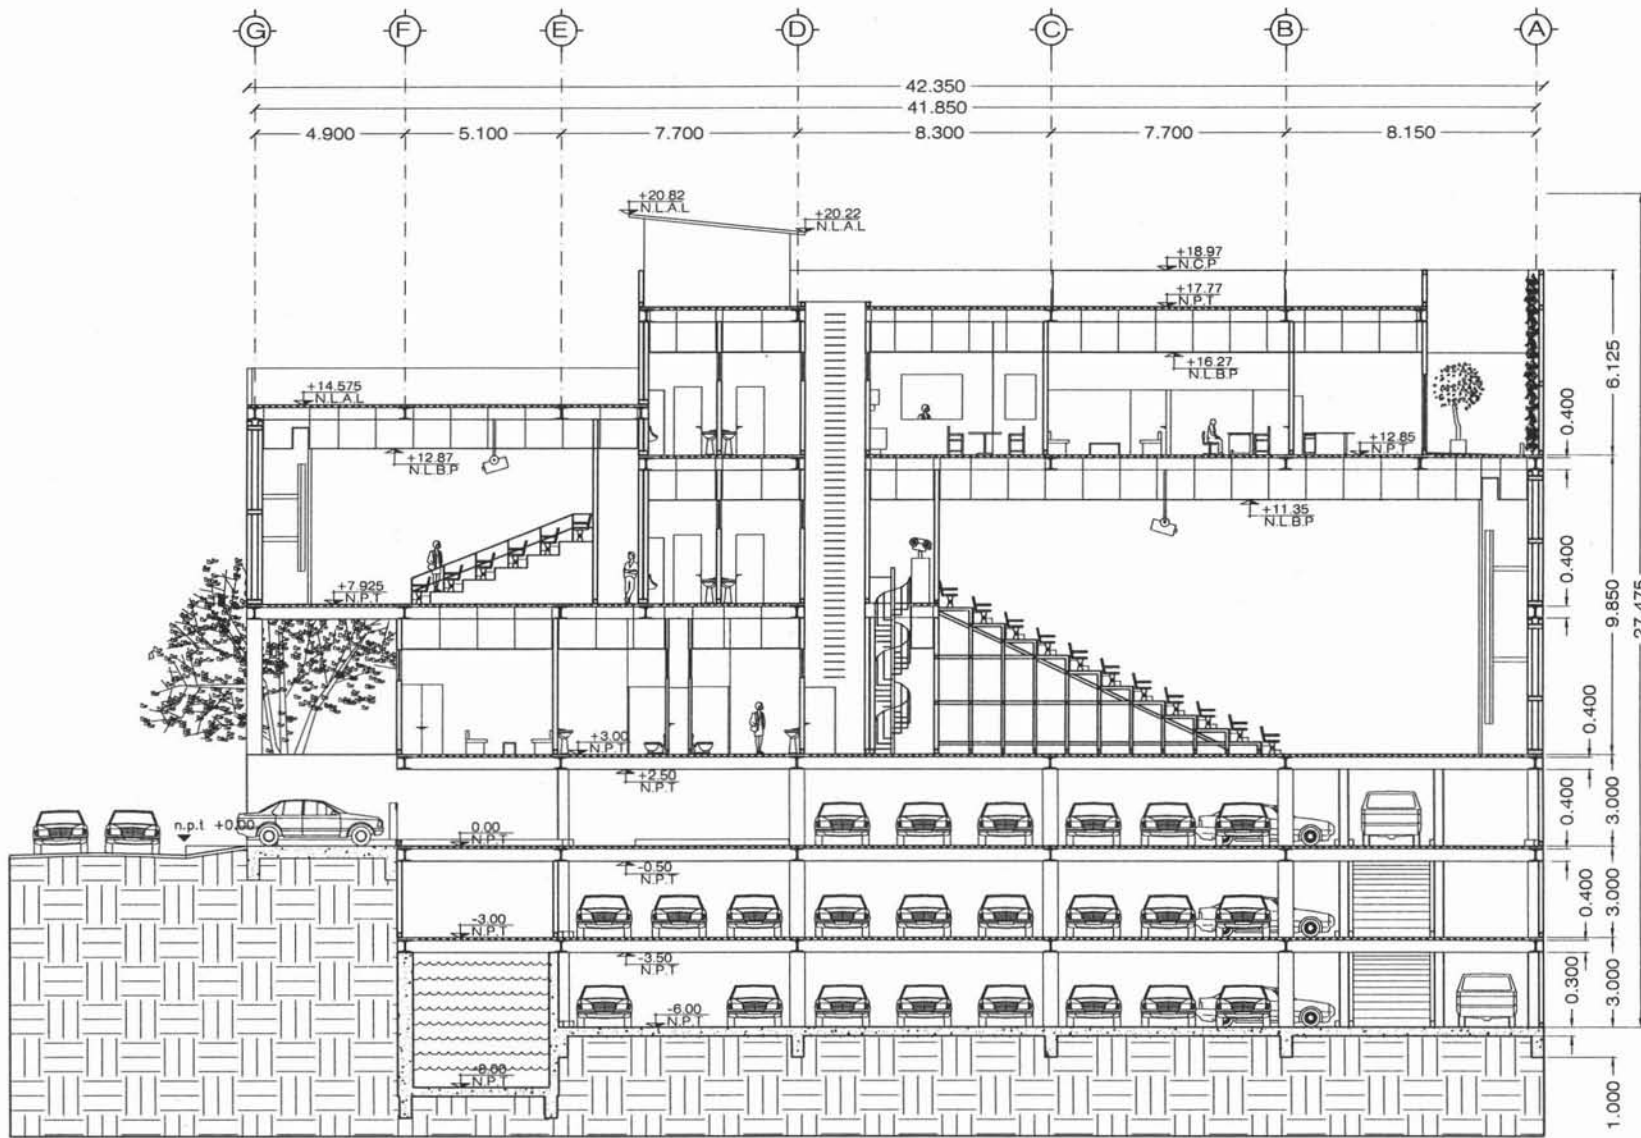 G F E D C B A
42.350
41.850
4.900 5.100 7.700 8.300 7.700 8.150
+20.82
N.L.A.L
+20.22
N.L.A.L
+18.97
N.C.P
+17.77
N.P.T
+16.27
N.L.B.P
+14.575
N.L.A.L
+12.87
N.L.B.P
+12.85
N.P.T
+11.35
N.L.B.P
+7.925
N.P.T
+3.00
N.P.T
+2.50
N.P.T
n.p.t +0.00
0.00
N.P.T
-0.50
N.P.T
-3.00
N.P.T
-3.50
N.P.T
-6.00
N.P.T
-8.00
N.P.T
6.125
0.400
0.400
9.850
27.475
0.400
0.400
3.000
0.400
3.000
0.300
3.000
1.000